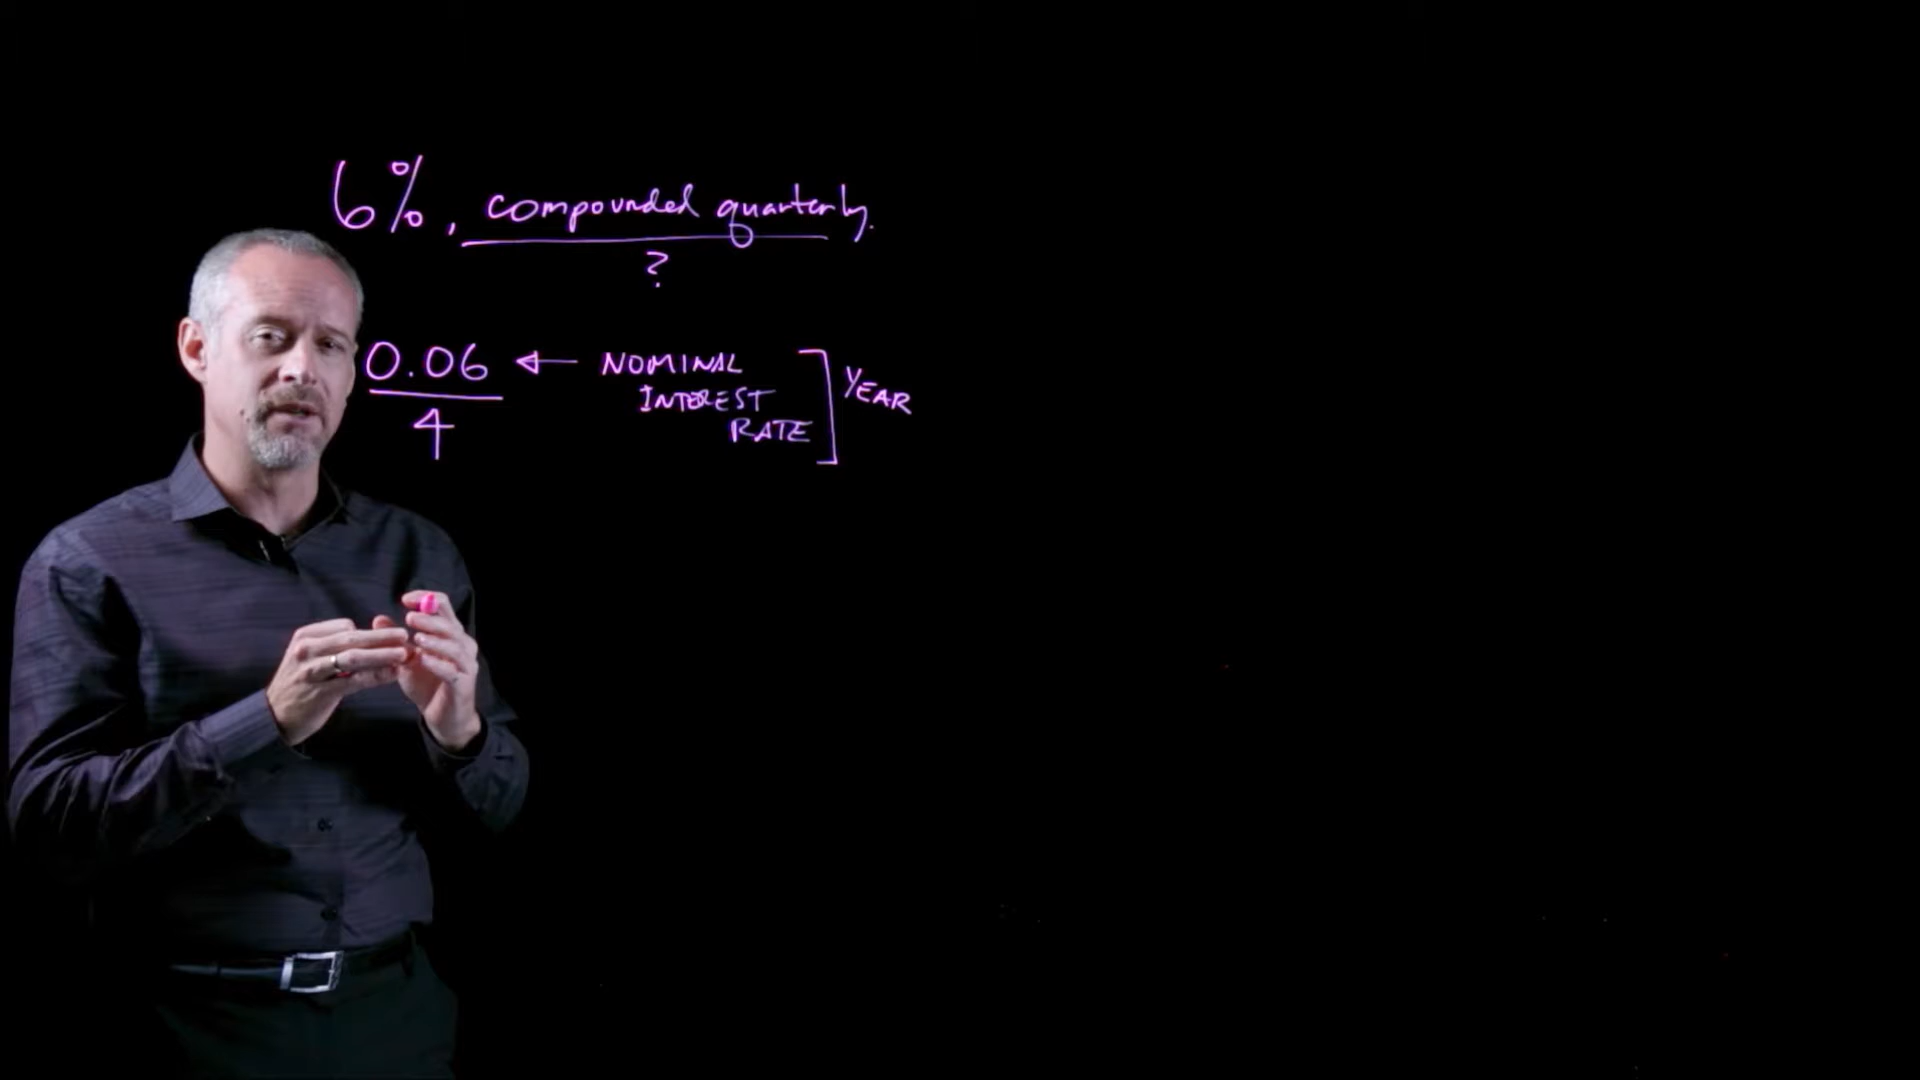 6%, compounded quarterly.
?
0.06 ← NOMINAL
INTEREST
RATE
YEAR
4